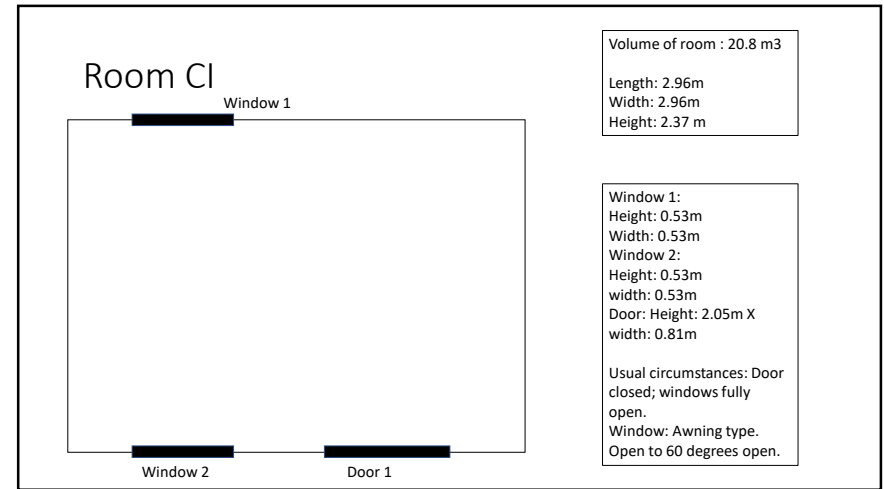 Room CI
Window 1
Window 2
Door 1
Volume of room : 20.8 m3
Length: 2.96m
Width: 2.96m
Height: 2.37 m
Window 1:
Height: 0.53m
Width: 0.53m
Window 2:
Height: 0.53m
width: 0.53m
Door: Height: 2.05m X
width: 0.81m
Usual circumstances: Door
closed; windows fully
open.
Window: Awning type.
Open to 60 degrees open.